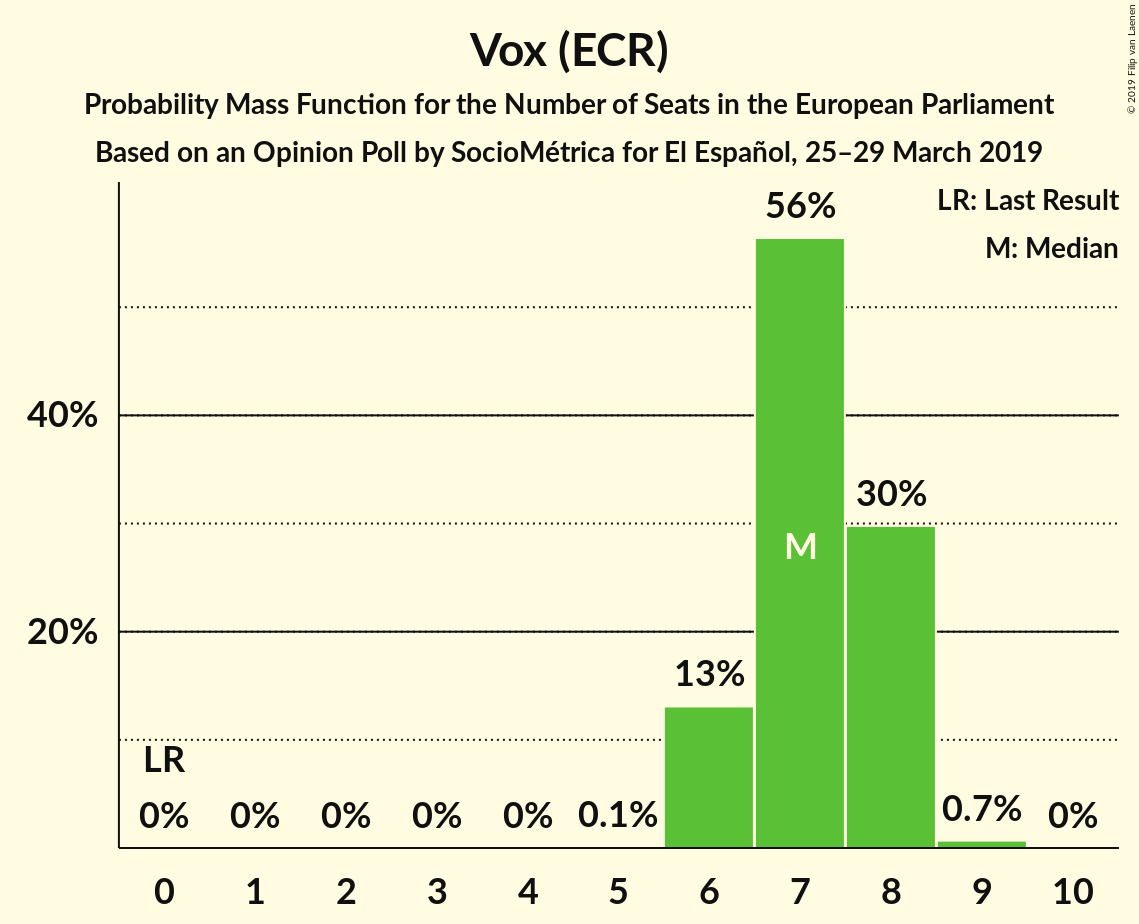 Vox (ECR)
Probability Mass Function for the Number of Seats in the European Parliament
Based on an Opinion Poll by SocioMétrica for El Español, 25–29 March 2019
© 2019 Filip van Laenen
LR: Last Result
M: Median
56%
40%
30%
M
20%
13%
LR
0% 0% 0% 0% 0% 0.1% 0.7% 0%
0 1 2 3 4 5 6 7 8 9 10